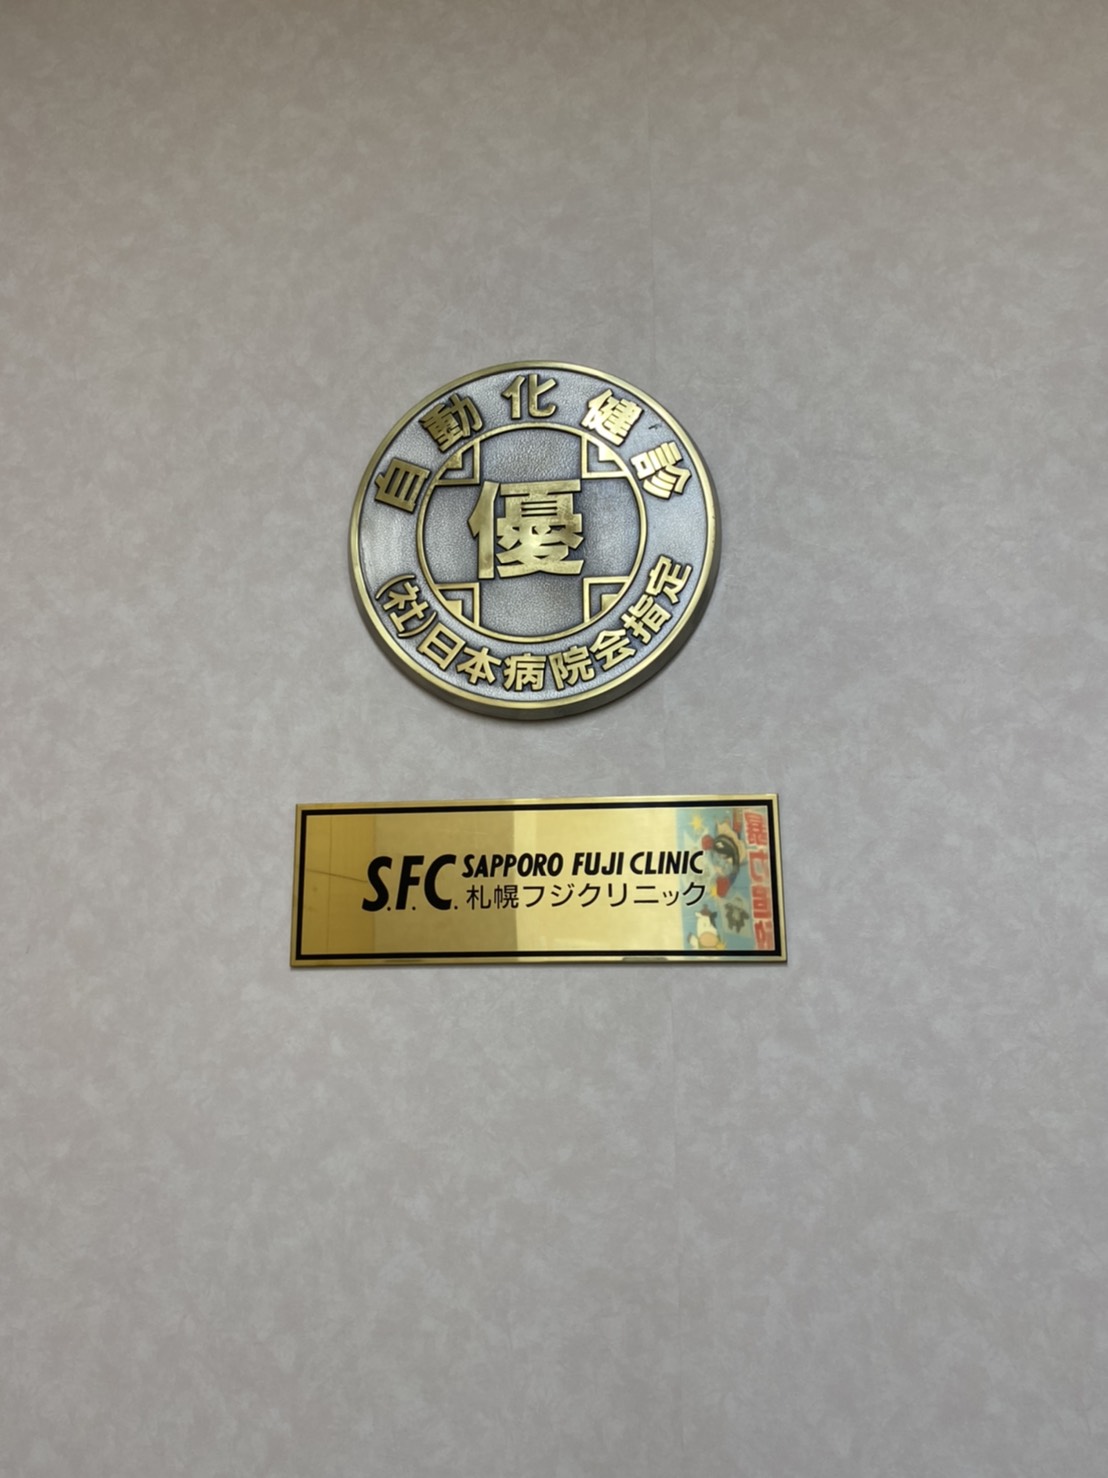 自動化健診
優
(社)日本病院会指定
S.F.C. SAPPORO FUJI CLINIC
札幌フジクリニック